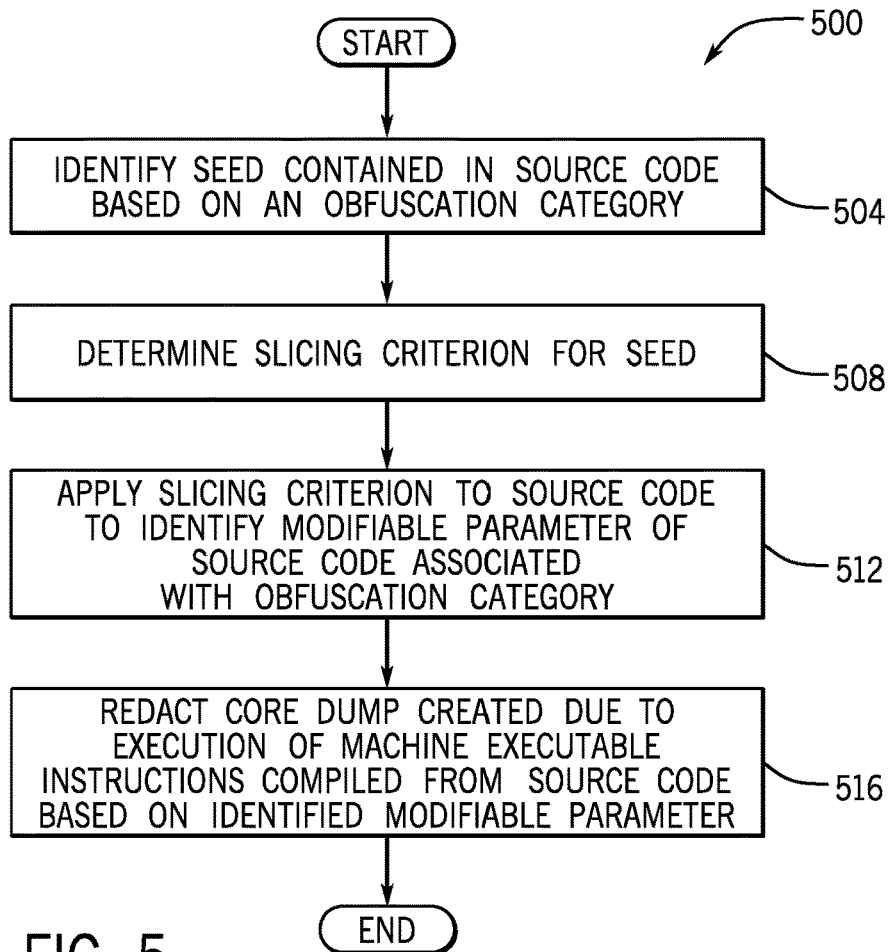 500
START
IDENTIFY SEED CONTAINED IN SOURCE CODE
BASED ON AN OBFUSCATION CATEGORY
504
DETERMINE SLICING CRITERION FOR SEED
508
APPLY SLICING CRITERION TO SOURCE CODE
TO IDENTIFY MODIFIABLE PARAMETER OF
SOURCE CODE ASSOCIATED
WITH OBFUSCATION CATEGORY
512
REDACT CORE DUMP CREATED DUE TO
EXECUTION OF MACHINE EXECUTABLE
INSTRUCTIONS COMPILED FROM SOURCE CODE
BASED ON IDENTIFIED MODIFIABLE PARAMETER
516
END
FIG. 5